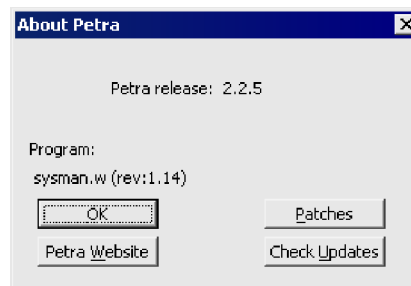 About Petra
Petra release: 2.2.5
Program:
sysman.w (rev:1.14)
OK
Patches
Petra Website
Check Updates